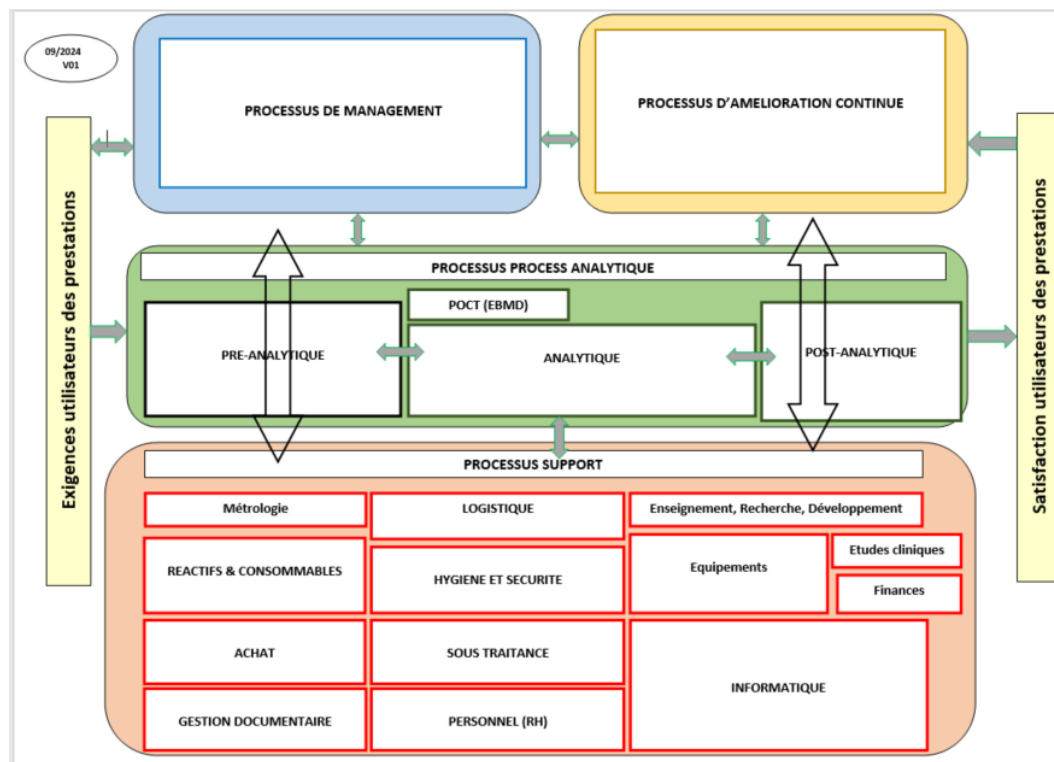 09/2024
V01
PROCESSUS DE MANAGEMENT
PROCESSUS D'AMELIORATION CONTINUE
Exigences utilisateurs des prestations
Satisfaction utilisateurs des prestations
PROCESSUS PROCESS ANALYTIQUE
POCT (EBMD)
PRE-ANALYTIQUE
ANALYTIQUE
POST-ANALYTIQUE
PROCESSUS SUPPORT
Métrologie
LOGISTIQUE
Enseignement, Recherche, Développement
REACTIFS & CONSOMMABLES
HYGIENE ET SECURITE
Equipements
Etudes cliniques
Finances
ACHAT
SOUS TRAITANCE
INFORMATIQUE
GESTION DOCUMENTAIRE
PERSONNEL (RH)